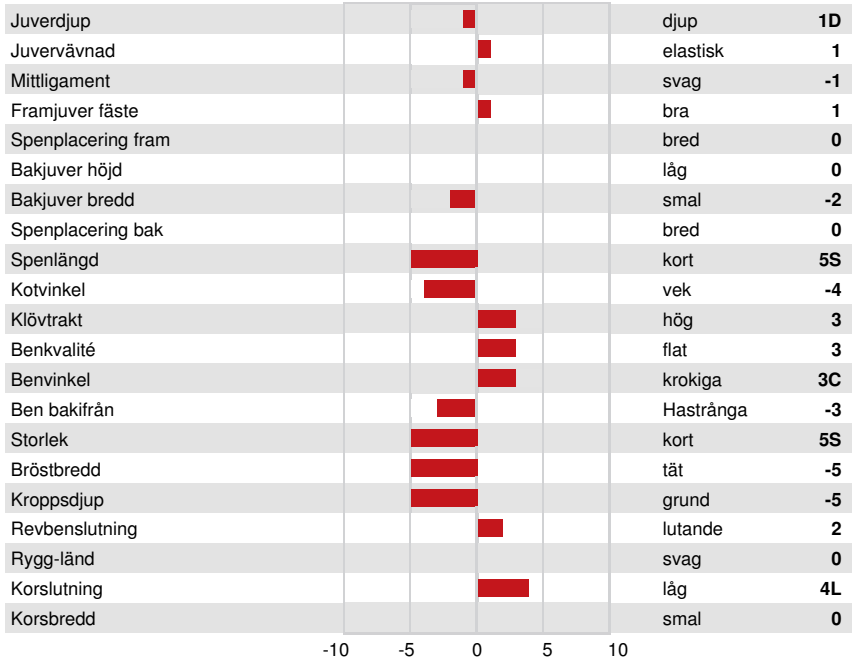 Juverdjup djup 1D
Juvervävnad elastisk 1
Mittligament svag -1
Framjuver fäste bra 1
Spenplacering fram bred 0
Bakjuver höjd låg 0
Bakjuver bredd smal -2
Spenplacering bak bred 0
Spenlängd kort 5S
Kotvinkel vek -4
Klövtrakt hög 3
Benkvalité flat 3
Benvinkel krokiga 3C
Ben bakifrån Hastrånga -3
Storlek kort 5S
Bröstbredd tät -5
Kroppsdjup grund -5
Revbenslutning lutande 2
Rygg-länd svag 0
Korslutning låg 4L
Korsbredd smal 0
-10 -5 0 5 10